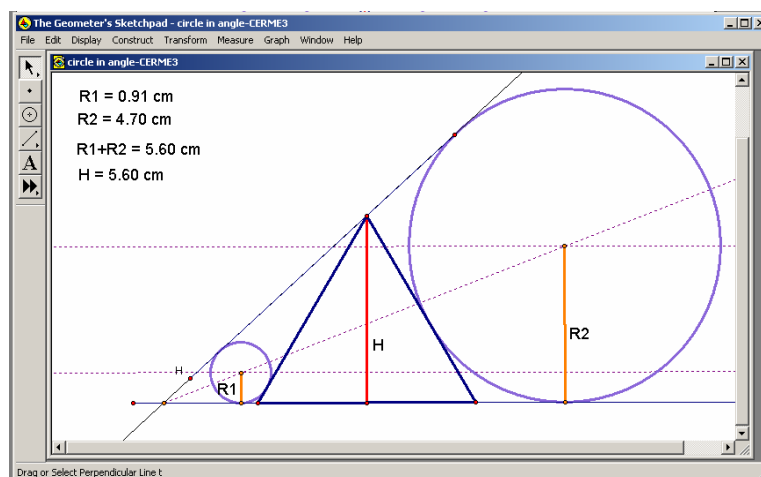 The Geometer's Sketchpad - circle in angle-CERME3
File Edit Display Construct Transform Measure Graph Window Help
circle in angle-CERME3
R1 = 0.91 cm
R2 = 4.70 cm
R1+R2 = 5.60 cm
H = 5.60 cm
A
H
R2
H
R1
Drag or Select Perpendicular Line t